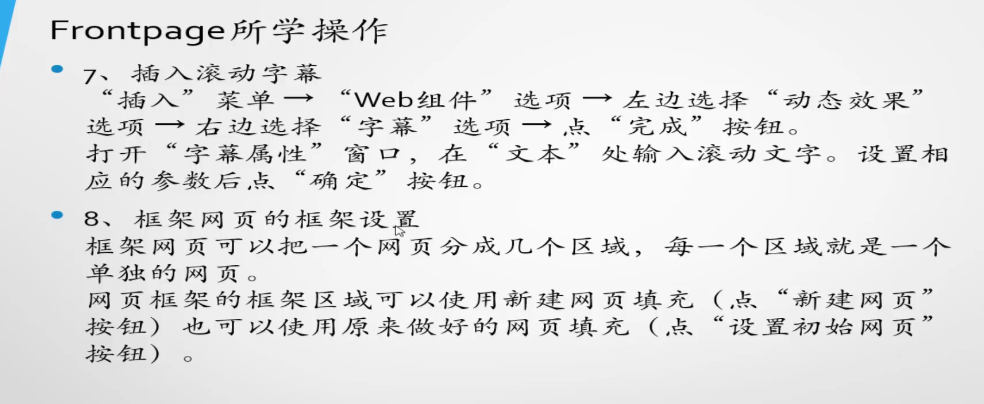 Frontpage所学操作
• 7、插入滚动字幕
“插入”菜单→“Web组件”选项→左边选择“动态效果”
选项→右边选择“字幕”选项→点“完成”按钮。
打开“字幕属性”窗口，在“文本”处输入滚动文字。设置相
应的参数后点“确定”按钮。
• 8、框架网页的框架设置
框架网页可以把一个网页分成几个区域，每一个区域就是一个
单独的网页。
网页框架的框架区域可以使用新建网页填充（点“新建网页”
按钮）也可以使用原来做好的网页填充（点“设置初始网页”
按钮）。